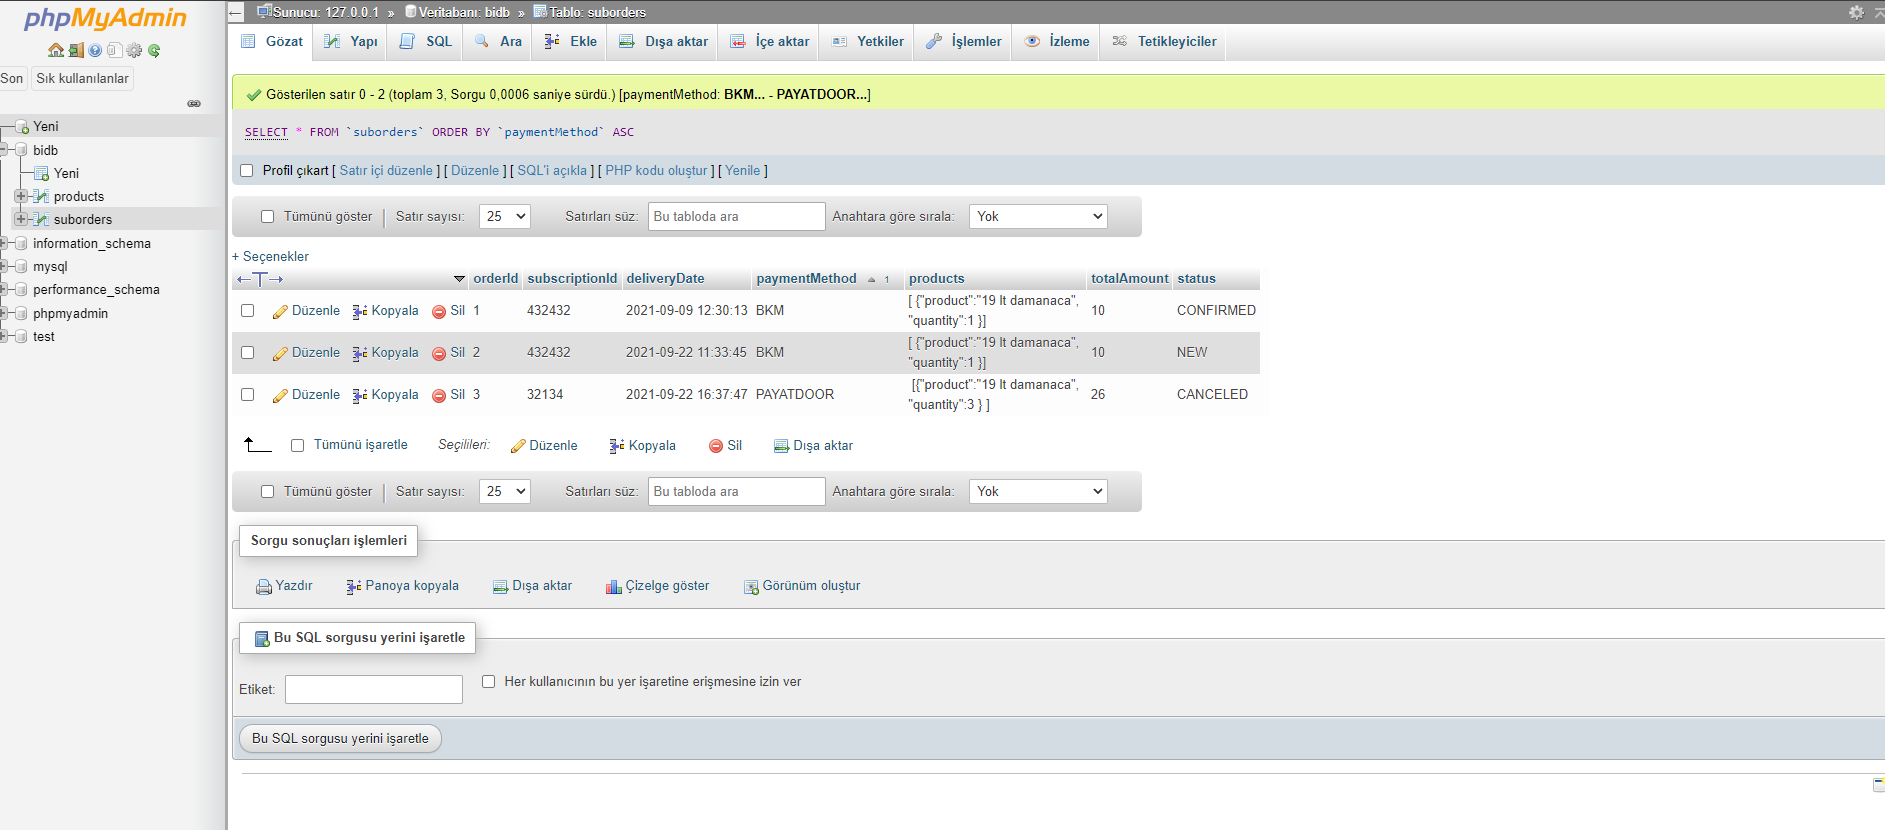 phpMyAdmin
Son Sık kullanılanlar
Yeni
bidb
Yeni
products
suborders
information_schema
mysql
performance_schema
phpmyadmin
test
Sunucu: 127.0.0.1 » Veritabanı: bidb » Tablo: suborders
Gözat Yapı SQL Ara Ekle Dışa aktar İçe aktar Yetkiler İşlemler İzleme Tetikleyiciler
Gösterilen satır 0 - 2 (toplam 3, Sorgu 0,0006 saniye sürdü.) [paymentMethod: BKM... - PAYATDOOR...]
SELECT * FROM `suborders` ORDER BY `paymentMethod` ASC
Profil çıkart [ Satır içi düzenle ] [ Düzenle ] [ SQL'i açıkla ] [ PHP kodu oluştur ] [ Yenile ]
Tümünü göster Satır sayısı: 25 Satırları süz: Bu tabloda ara Anahtara göre sırala: Yok
+ Seçenekler
←T→ orderId subscriptionId deliveryDate paymentMethod 1 products totalAmount status
Düzenle Kopyala Sil 1 432432 2021-09-09 12:30:13 BKM [ {"product":"19 lt damanaca", 10 CONFIRMED
"quantity":1 }]
Düzenle Kopyala Sil 2 432432 2021-09-22 11:33:45 BKM [ {"product":"19 lt damanaca", 10 NEW
"quantity":1 }]
Düzenle Kopyala Sil 3 32134 2021-09-22 16:37:47 PAYATDOOR [{"product":"19 lt damanaca", 26 CANCELED
"quantity":3 } ]
Tümünü işaretle Seçilileri: Düzenle Kopyala Sil Dışa aktar
Tümünü göster Satır sayısı: 25 Satırları süz: Bu tabloda ara Anahtara göre sırala: Yok
Sorgu sonuçları işlemleri
Yazdır Panoya kopyala Dışa aktar Çizelge göster Görünüm oluştur
Bu SQL sorgusu yerini işaretle
Etiket: Her kullanıcının bu yer işaretine erişmesine izin ver
Bu SQL sorgusu yerini işaretle